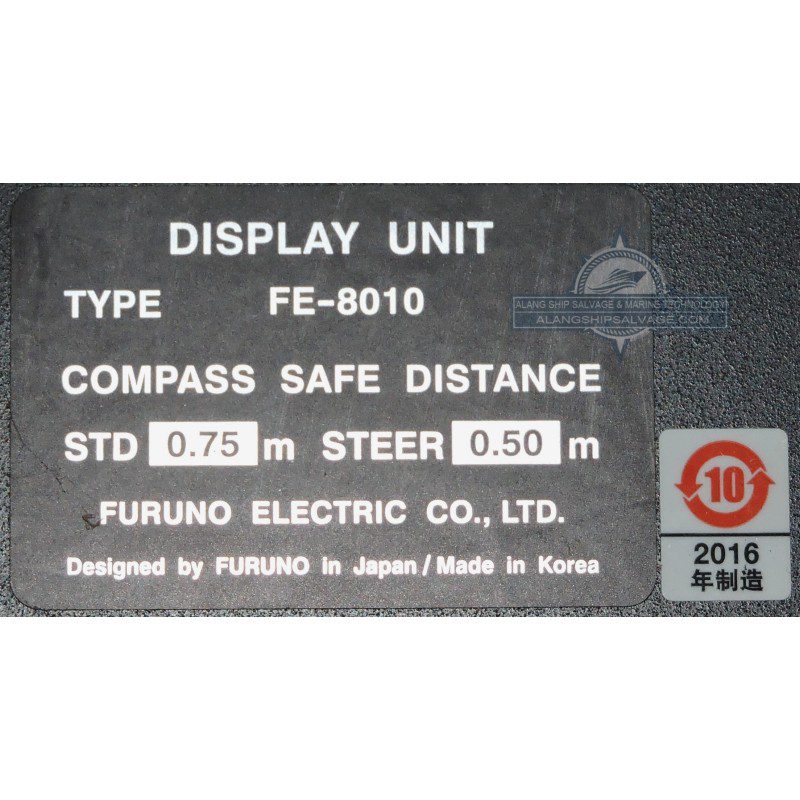 DISPLAY UNIT
TYPE FE-8010
ALANG SHIP SALVAGE & MARINE TECHNOLOGY
ALANGSHIPSALVAGE.COM
COMPASS SAFE DISTANCE
STD 0.75 m STEER 0.50 m
FURUNO ELECTRIC CO., LTD.
Designed by FURUNO in Japan / Made in Korea
10
2016
年制造